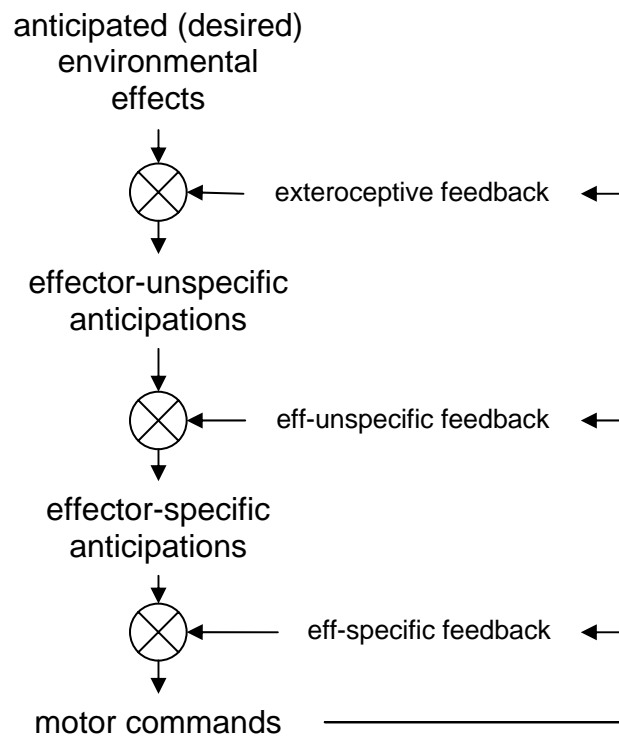 anticipated (desired)
environmental
effects
exteroceptive feedback
effector-unspecific
anticipations
eff-unspecific feedback
effector-specific
anticipations
eff-specific feedback
motor commands